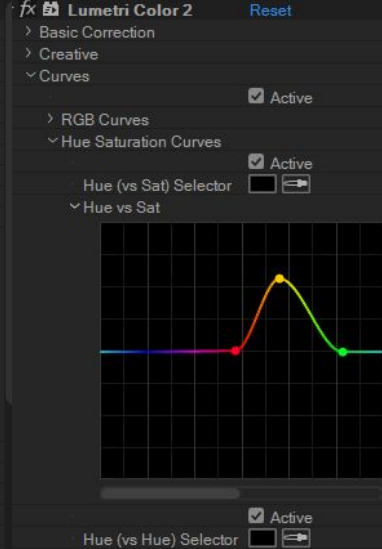 fx Lumetri Color 2 Reset
Basic Correction
Creative
Curves
Active
RGB Curves
Hue Saturation Curves
Active
Hue (vs Sat) Selector
Hue vs Sat
Active
Hue (vs Hue) Selector